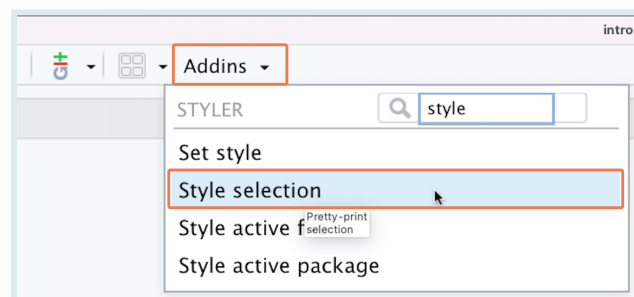 intro
Addins
STYLER
style
Set style
Style selection
Pretty-print
selection
Style active f
Style active package